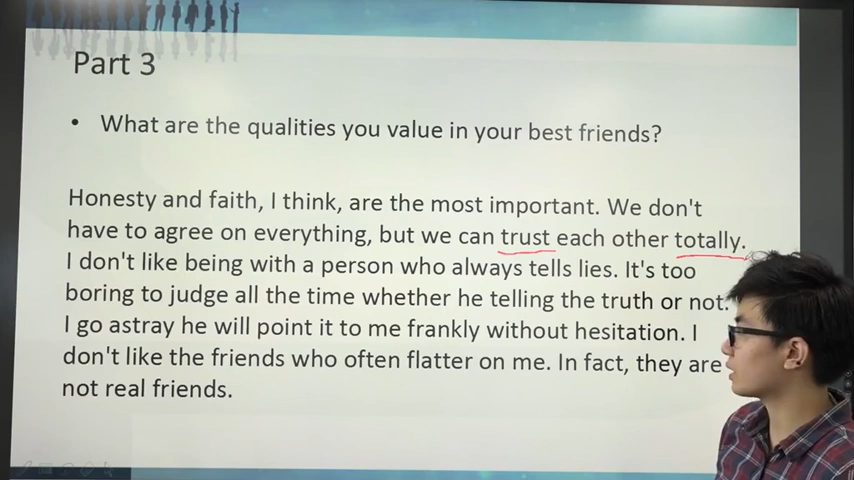 Part 3
• What are the qualities you value in your best friends?
Honesty and faith, I think, are the most important. We don't
have to agree on everything, but we can trust each other totally.
I don't like being with a person who always tells lies. It's too
boring to judge all the time whether he telling the truth or not.
I go astray he will point it to me frankly without hesitation. I
don't like the friends who often flatter on me. In fact, they are
not real friends.